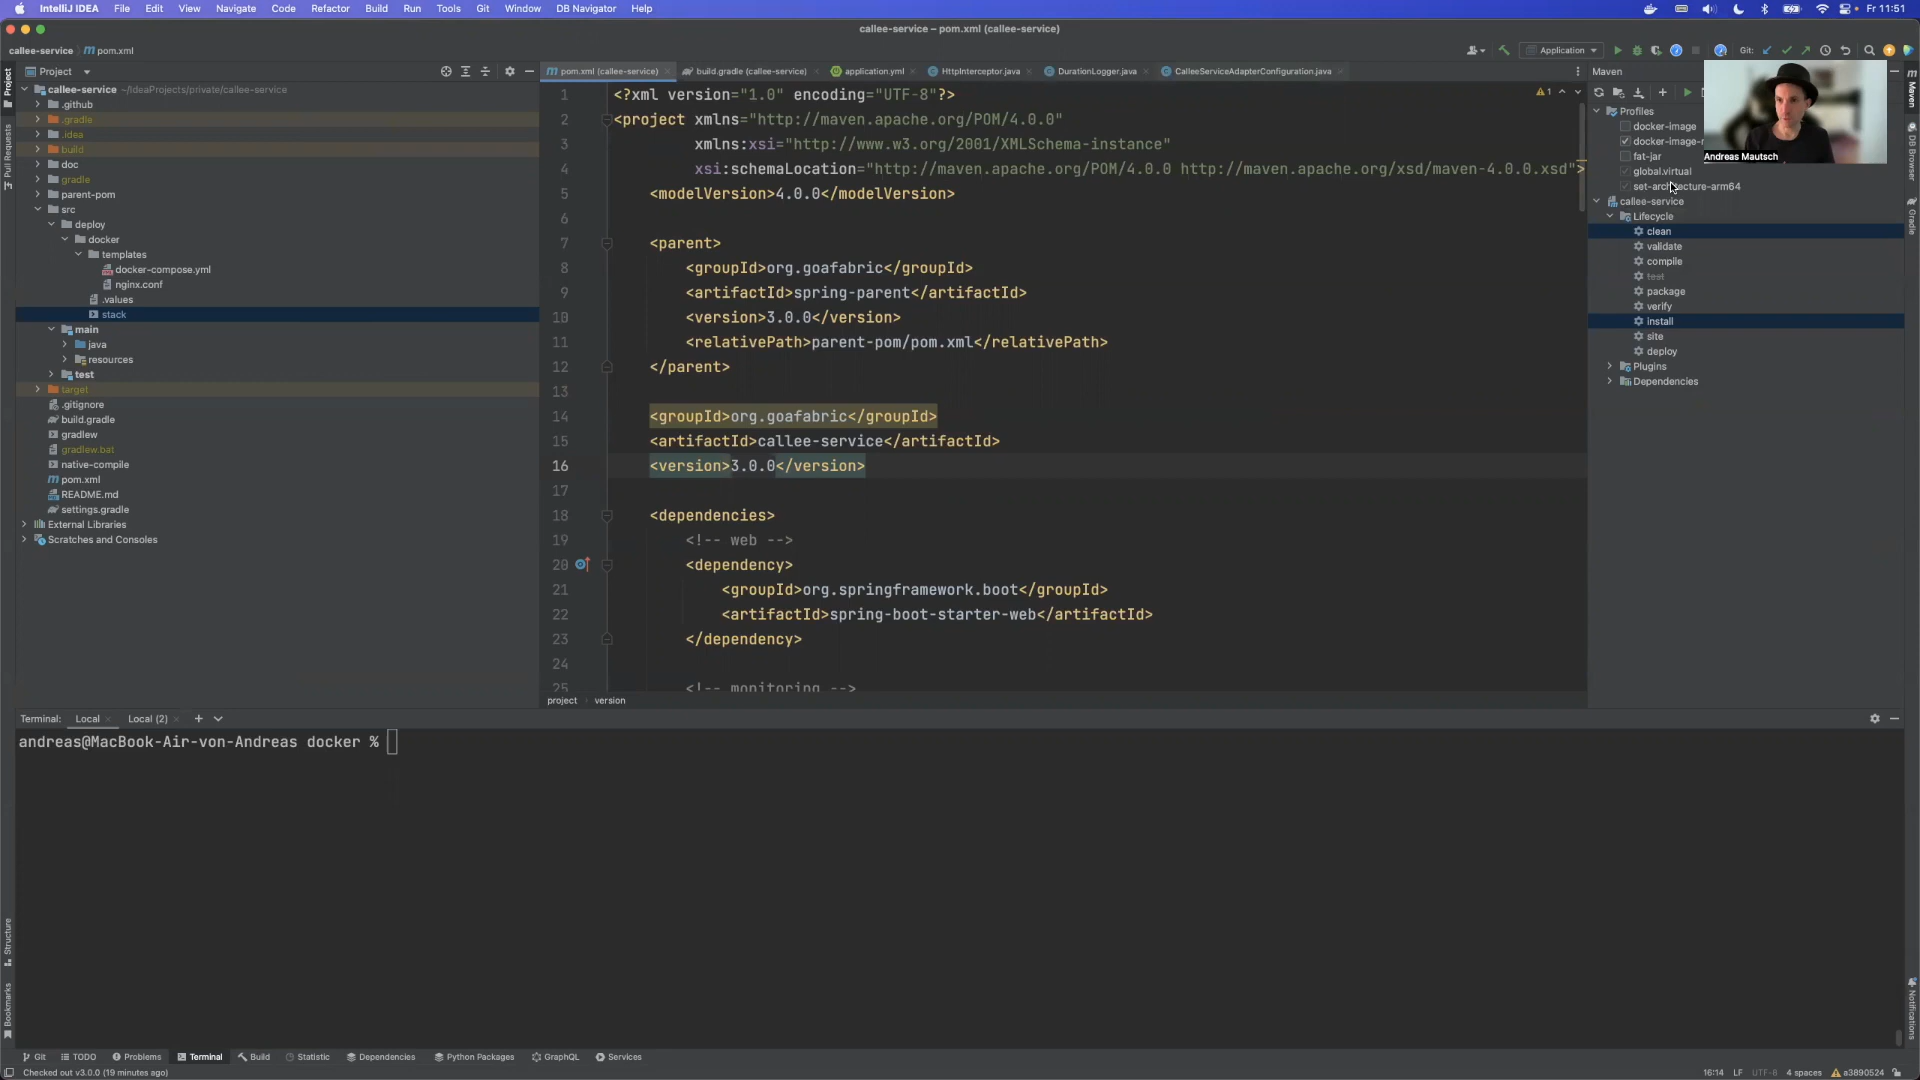 IntelliJ IDEA File Edit View Navigate Code Refactor Build Run Tools Git Window DB Navigator Help
Fr 11:51
callee-service – pom.xml (callee-service)
callee-service pom.xml
Application
Git:
Project
pom.xml (callee-service)
build.gradle (callee-service)
application.yml
HttpInterceptor.java
DurationLogger.java
CalleeServiceAdapterConfiguration.java
Maven
Project
Pull Requests
Structure
Bookmarks
callee-service ~/IdeaProjects/private/callee-service
.github
.gradle
.idea
build
doc
gradle
parent-pom
src
deploy
docker
templates
docker-compose.yml
nginx.conf
.values
stack
main
java
resources
test
target
.gitignore
build.gradle
gradlew
gradlew.bat
native-compile
pom.xml
README.md
settings.gradle
External Libraries
Scratches and Consoles
1 <?xml version="1.0" encoding="UTF-8"?>
2 <project xmlns="http://maven.apache.org/POM/4.0.0"
3 xmlns:xsi="http://www.w3.org/2001/XMLSchema-instance"
4 xsi:schemaLocation="http://maven.apache.org/POM/4.0.0 http://maven.apache.org/xsd/maven-4.0.0.xsd">
5 <modelVersion>4.0.0</modelVersion>
6
7 <parent>
8 <groupId>org.goafabric</groupId>
9 <artifactId>spring-parent</artifactId>
10 <version>3.0.0</version>
11 <relativePath>parent-pom/pom.xml</relativePath>
12 </parent>
13
14 <groupId>org.goafabric</groupId>
15 <artifactId>callee-service</artifactId>
16 <version>3.0.0</version>
17
18 <dependencies>
19 <!-- web -->
20 <dependency>
21 <groupId>org.springframework.boot</groupId>
22 <artifactId>spring-boot-starter-web</artifactId>
23 </dependency>
24
25 <!-- monitoring -->
1
project version
Profiles
docker-image
docker-image-
fat-jar
global.virtual
set-architecture-arm64
callee-service
Lifecycle
clean
validate
compile
test
package
verify
install
site
deploy
Plugins
Dependencies
Andreas Mautsch
Maven
DB Browser
Gradle
Notifications
Terminal: Local Local (2)
andreas@MacBook-Air-von-Andreas docker %
Git TODO Problems Terminal Build Statistic Dependencies Python Packages GraphQL Services
Checked out v3.0.0 (19 minutes ago)
16:14 LF UTF-8 4 spaces a3890524